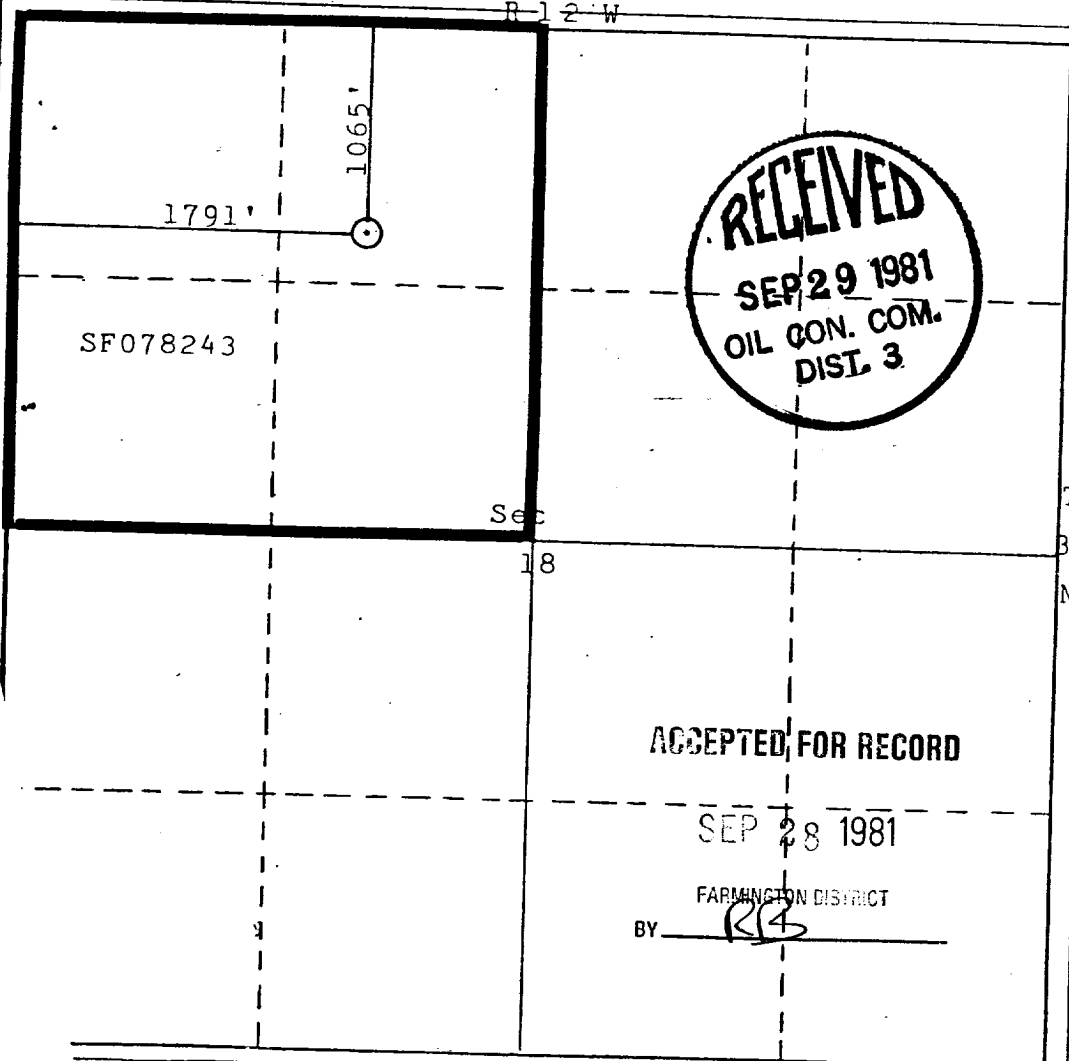 R 12 W
1065'
1791'
RECEIVED
SEP 29 1981
OIL CON. COM.
DIST. 3
SF078243
Sec
18
N
ACCEPTED FOR RECORD
SEP 28 1981
FARMINGTON DISTRICT
BY RB